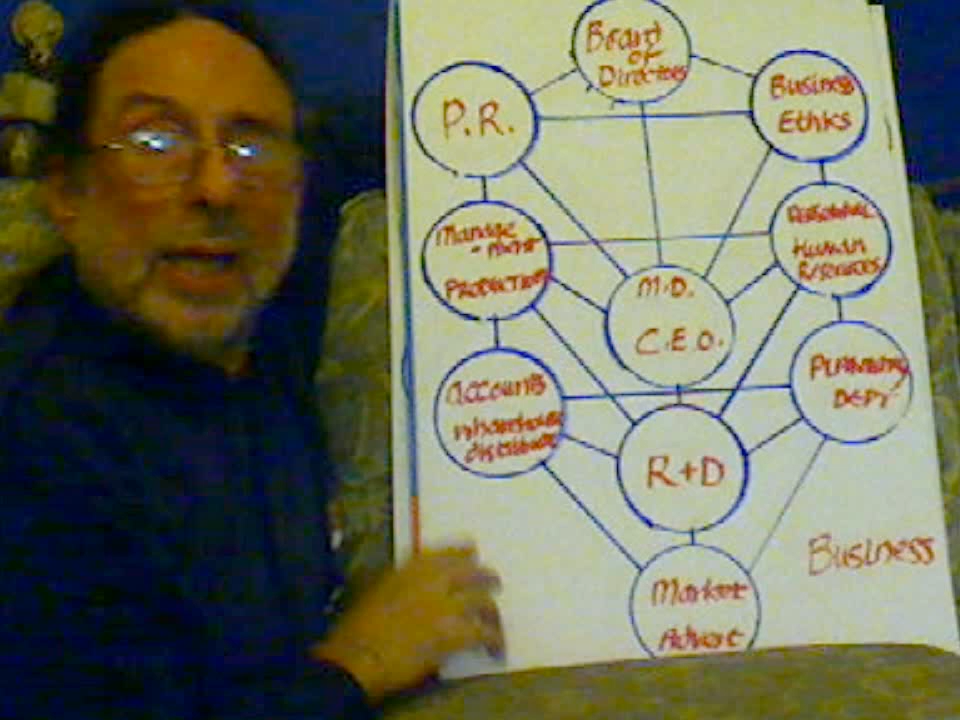 Board
of
Directors
P.R.
Business
Ethics
Manage
- ment
PRODUCTION
PERSONNEL
HUMAN
RESOURCES
M.D.
C.E.O.
Accounts
PLANNING
DEPT.
R+D
Business
Market
Advert